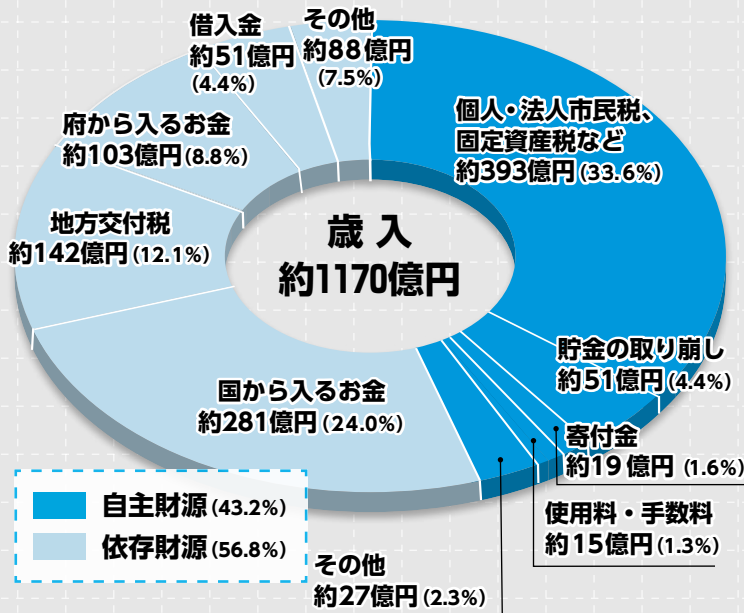 借入金
約51億円
(4.4%)
その他
約88億円
(7.5%)
個人・法人市民税、
固定資産税など
約393億円(33.6%)
府から入るお金
約103億円(8.8%)
地方交付税
約142億円(12.1%)
歳入
約1170億円
貯金の取り崩し
約51億円(4.4%)
国から入るお金
約281億円(24.0%)
寄付金
約19億円(1.6%)
使用料・手数料
約15億円(1.3%)
その他
約27億円(2.3%)
自主財源(43.2%)
依存財源(56.8%)